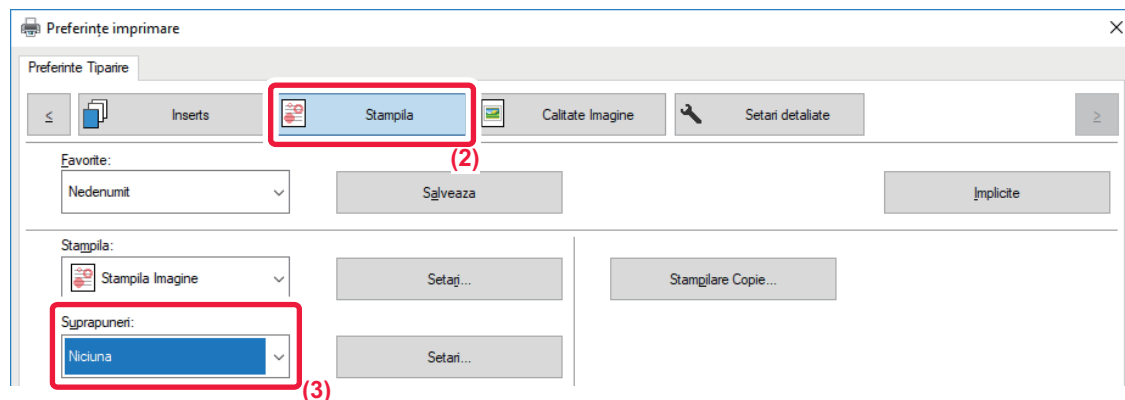 Preferințe imprimare
Preferinte Tiparire
< Inserts Stampila Calitate Imagine Setari detaliate >
(2)
Favorite:
Nedenumit Salveaza Implicite
Stampila:
Stampila Imagine Setari... Stampilare Copie...
Suprapuneri:
Niciuna Setari...
(3)